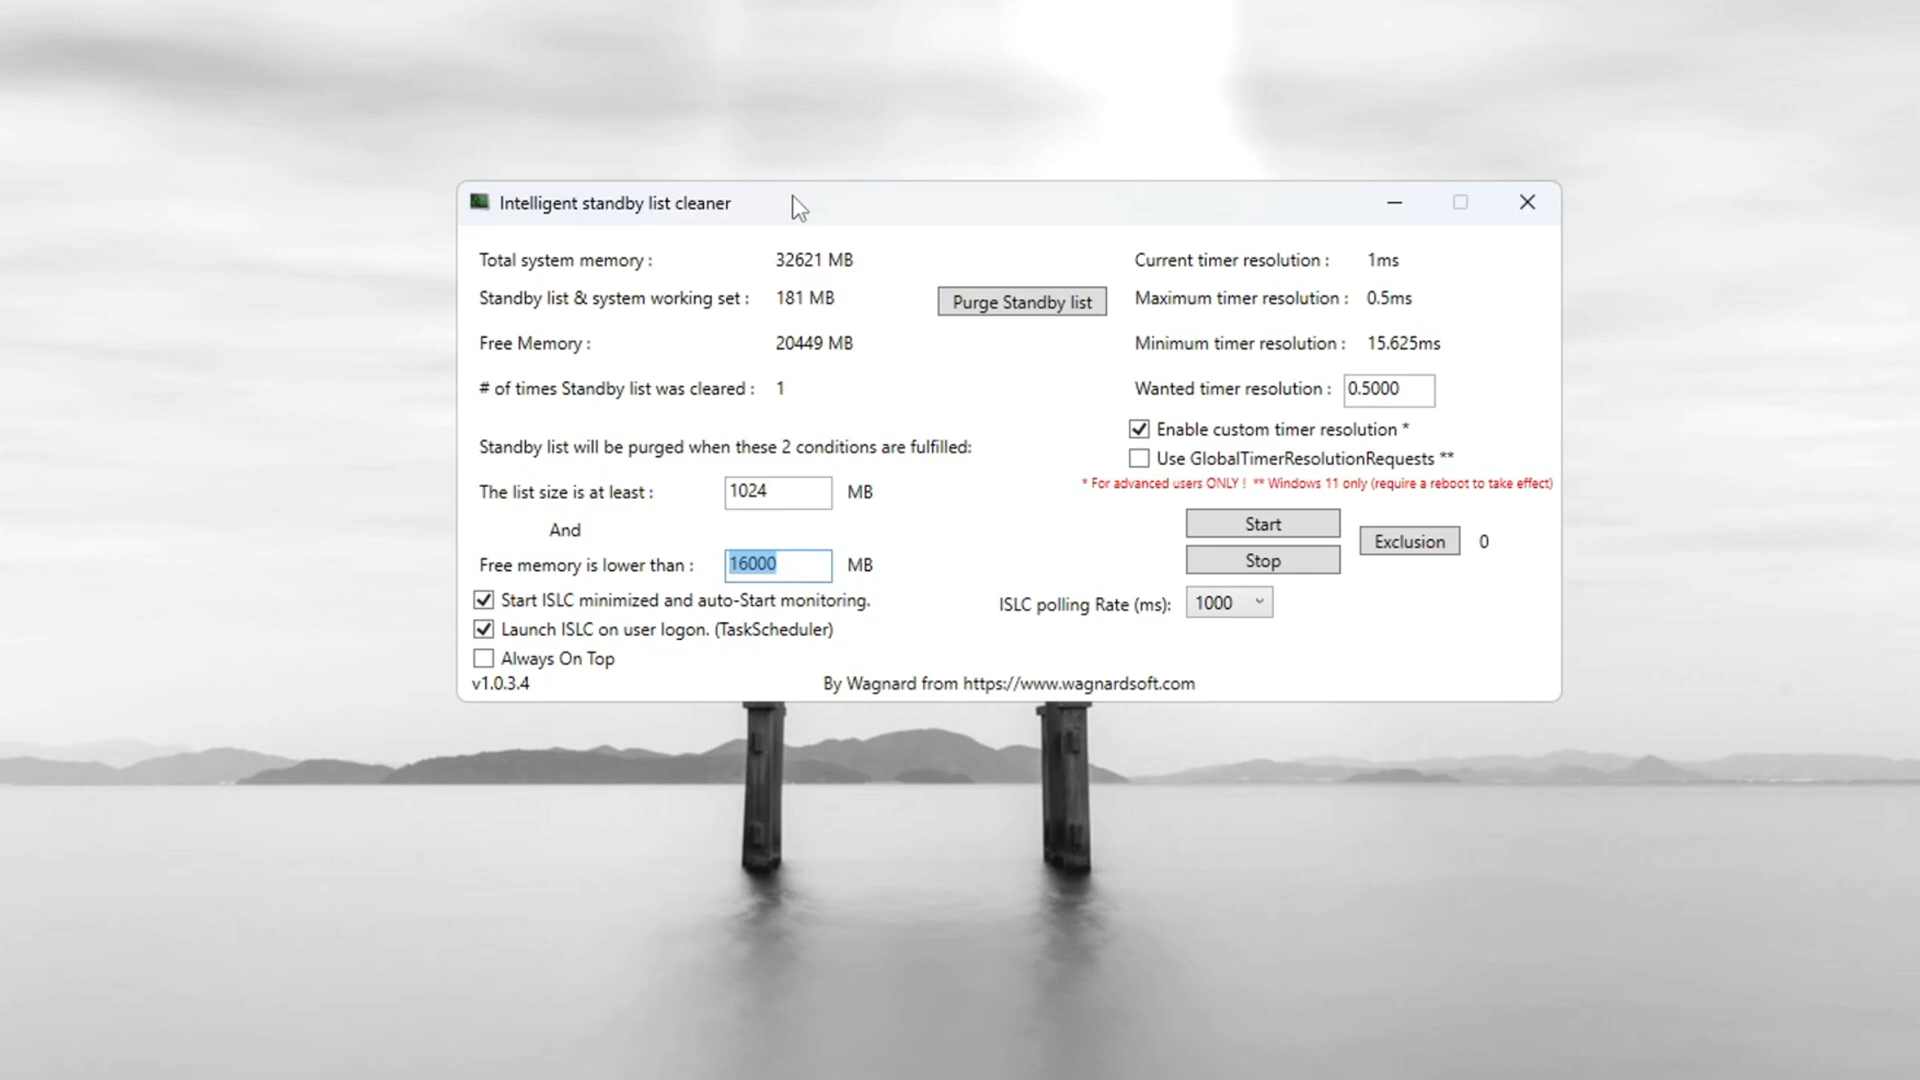 Intelligent standby list cleaner
Total system memory : 32621 MB
Standby list & system working set : 181 MB
Purge Standby list
Free Memory : 20449 MB
# of times Standby list was cleared : 1
Standby list will be purged when these 2 conditions are fulfilled:
The list size is at least : 1024 MB
And
Free memory is lower than : 16000 MB
Start ISLC minimized and auto-Start monitoring.
Launch ISLC on user logon. (TaskScheduler)
Always On Top
v1.0.3.4
Current timer resolution : 1ms
Maximum timer resolution : 0.5ms
Minimum timer resolution : 15.625ms
Wanted timer resolution : 0.5000
Enable custom timer resolution *
Use GlobalTimerResolutionRequests **
* For advanced users ONLY ! ** Windows 11 only (require a reboot to take effect)
Start
Stop
Exclusion 0
ISLC polling Rate (ms): 1000
By Wagnard from https://www.wagnardsoft.com